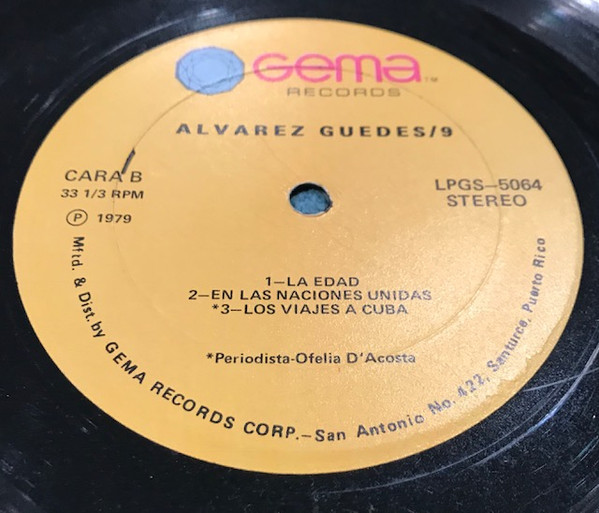 Gema™
RECORDS
ALVAREZ GUEDES/9
CARA B
33 1/3 RPM
Ⓟ 1979
LPGS-5064
STEREO
1-LA EDAD
2-EN LAS NACIONES UNIDAS
*3-LOS VIAJES A CUBA
*Periodista-Ofelia D'Acosta
Mftd. & Dist. by GEMA RECORDS CORP.-San Antonio No. 422, Santurce, Puerto Rico